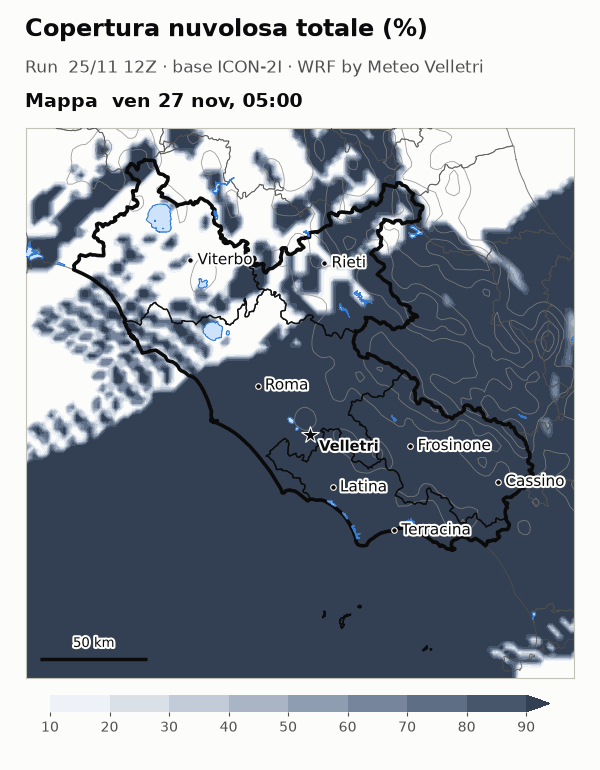 Copertura nuvolosa totale (%)
Run 25/11 12Z · base ICON-2I · WRF by Meteo Velletri
Mappa ven 27 nov, 05:00
Viterbo
Rieti
Roma
Velletri
Frosinone
Latina
Cassino
Terracina
50 km
10 20 30 40 50 60 70 80 90